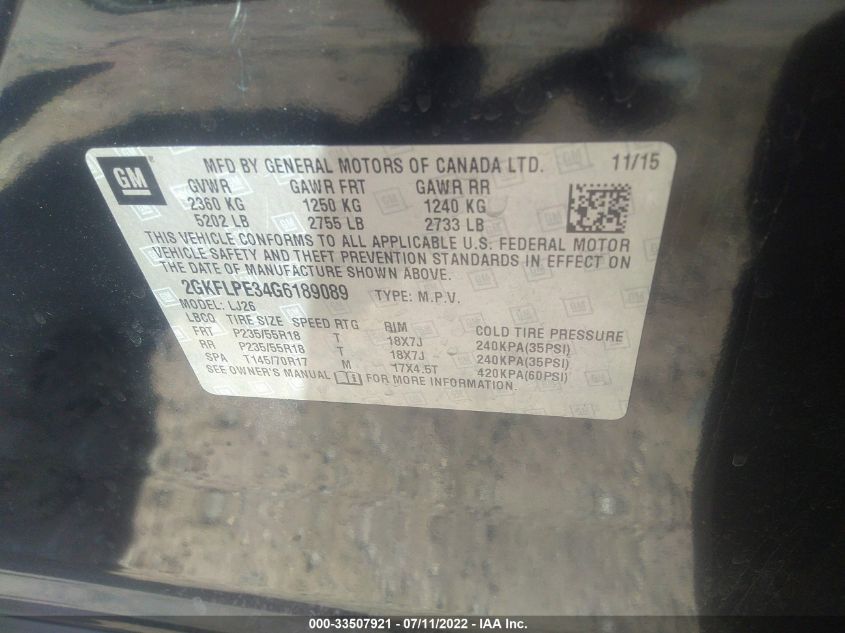 GM
MFD BY GENERAL MOTORS OF CANADA LTD. 11/15
GVWR GAWR FRT GAWR RR
2360 KG 1250 KG 1240 KG
5202 LB 2755 LB 2733 LB
THIS VEHICLE CONFORMS TO ALL APPLICABLE U.S. FEDERAL MOTOR
VEHICLE SAFETY AND THEFT PREVENTION STANDARDS IN EFFECT ON
THE DATE OF MANUFACTURE SHOWN ABOVE.
2GKFLPE34G6189089 TYPE: M.P.V.
MODEL: LJ26
LBCO TIRE SIZE SPEED RTG RIM COLD TIRE PRESSURE
FRT P235/55R18 T 18X7J 240KPA(35PSI)
RR P235/55R18 T 18X7J 240KPA(35PSI)
SPA T145/70R17 M 17X4.5T 420KPA(60PSI)
SEE OWNER'S MANUAL FOR MORE INFORMATION.
000-33507921 - 07/11/2022 - IAA Inc.